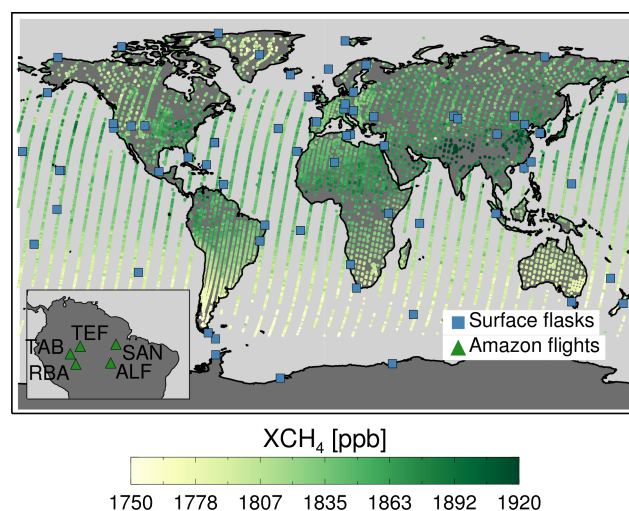 Surface flasks
Amazon flights
TEF
TAB
SAN
RBA
ALF
XCH₄ [ppb]
1750 1778 1807 1835 1863 1892 1920